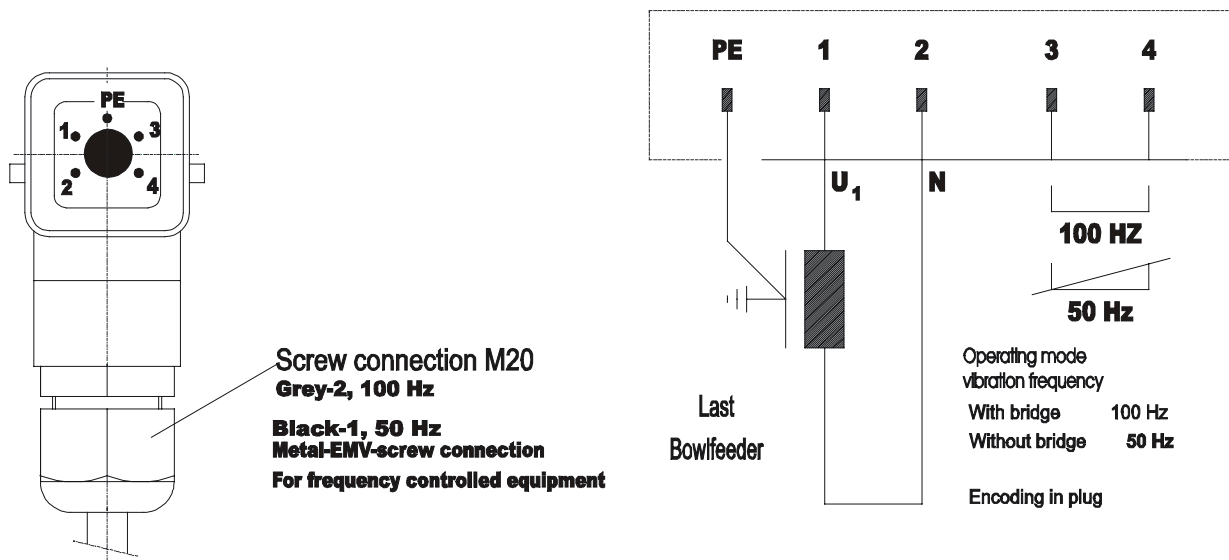 PE
1
3
2
4
Screw connection M20
Grey-2, 100 Hz
Black-1, 50 Hz
Metal-EMV-screw connection
For frequency controlled equipment
PE 1 2 3 4
U1 N
100 HZ
50 Hz
Last
Bowlfeeder
Operating mode
vibration frequency
With bridge 100 Hz
Without bridge 50 Hz
Encoding in plug